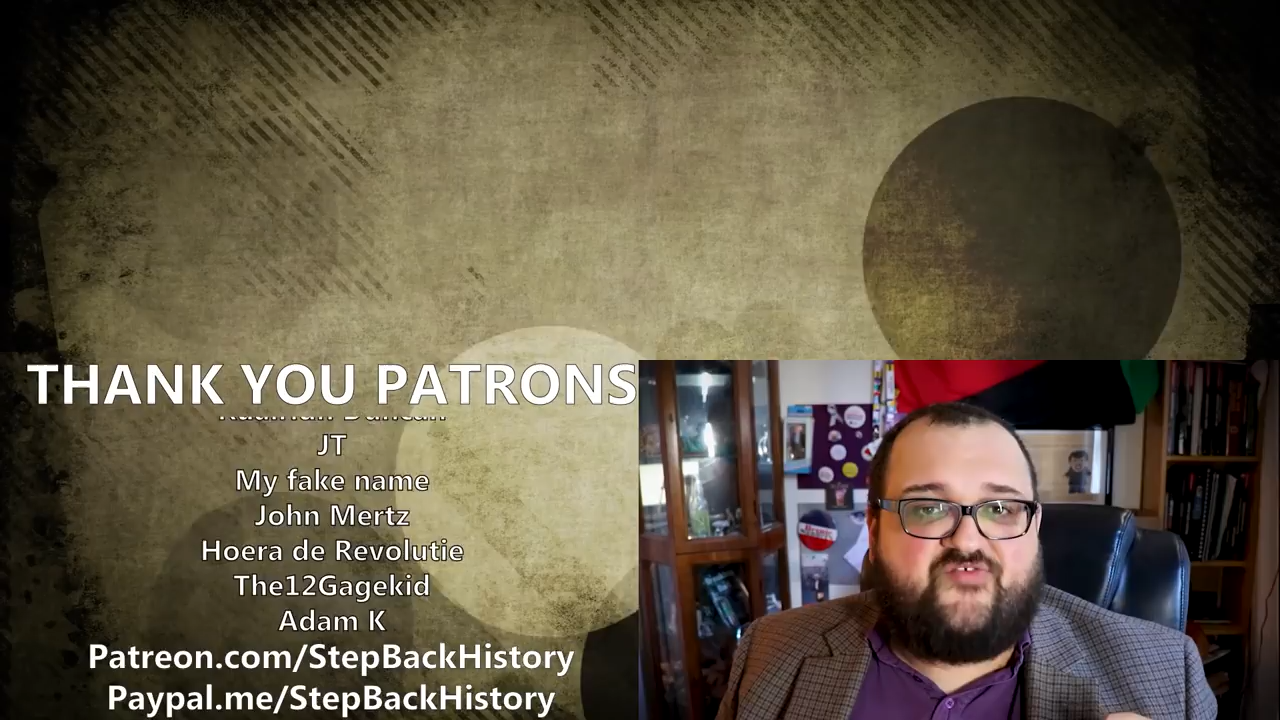 THANK YOU PATRONS
JT
My fake name
John Mertz
Hoera de Revolutie
The12Gagekid
Adam K
Patreon.com/StepBackHistory
Paypal.me/StepBackHistory